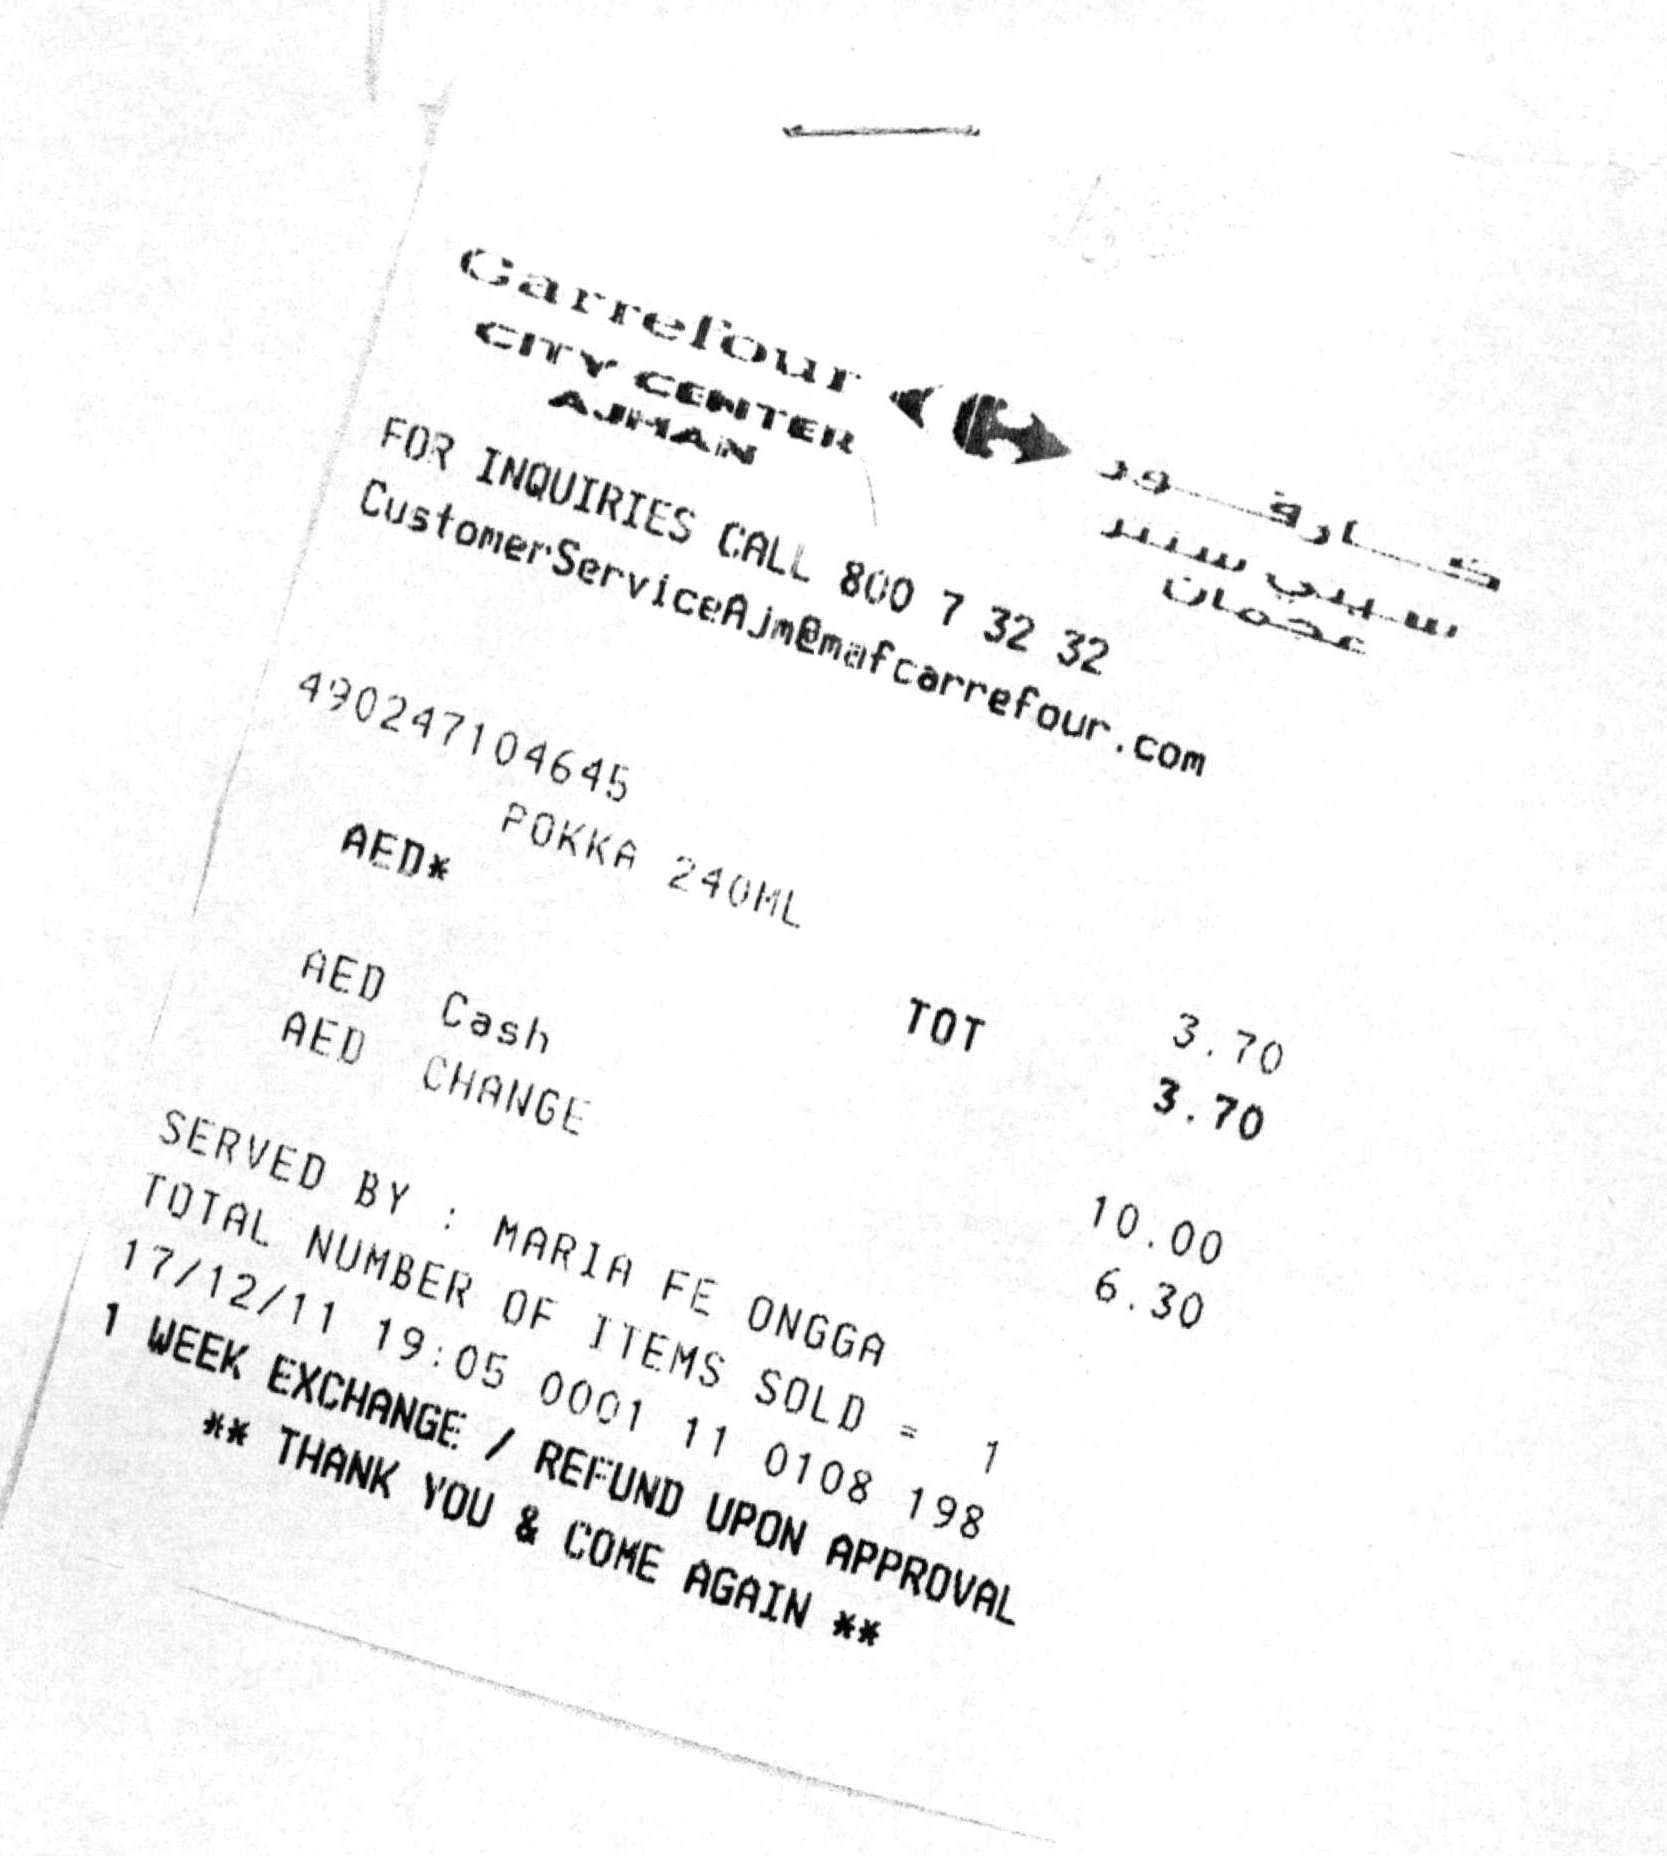 Carrefour كارفور
CITY CENTER سيتي سنتر
AJMAN عجمان
FOR INQUIRIES CALL 800 7 32 32
CustomerServiceAjm@mafcarrefour.com
490247104645
POKKA 240ML 3.70
AED* TOT 3.70
AED Cash 10.00
AED CHANGE 6.30
SERVED BY : MARIA FE ONGGA
TOTAL NUMBER OF ITEMS SOLD = 1
17/12/11 19:05 0001 11 0108 198
1 WEEK EXCHANGE / REFUND UPON APPROVAL
** THANK YOU & COME AGAIN **